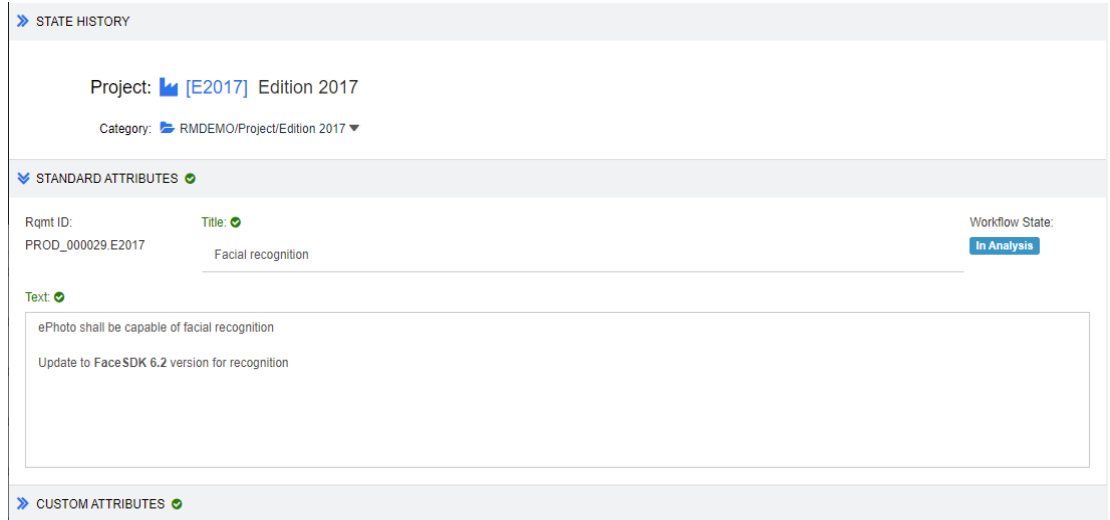 STATE HISTORY
Project: [E2017] Edition 2017
Category: RMDEMO/Project/Edition 2017
STANDARD ATTRIBUTES
Rqmt ID: Title: Workflow State:
PROD_000029.E2017 Facial recognition In Analysis
Text:
ePhoto shall be capable of facial recognition
Update to FaceSDK 6.2 version for recognition
CUSTOM ATTRIBUTES